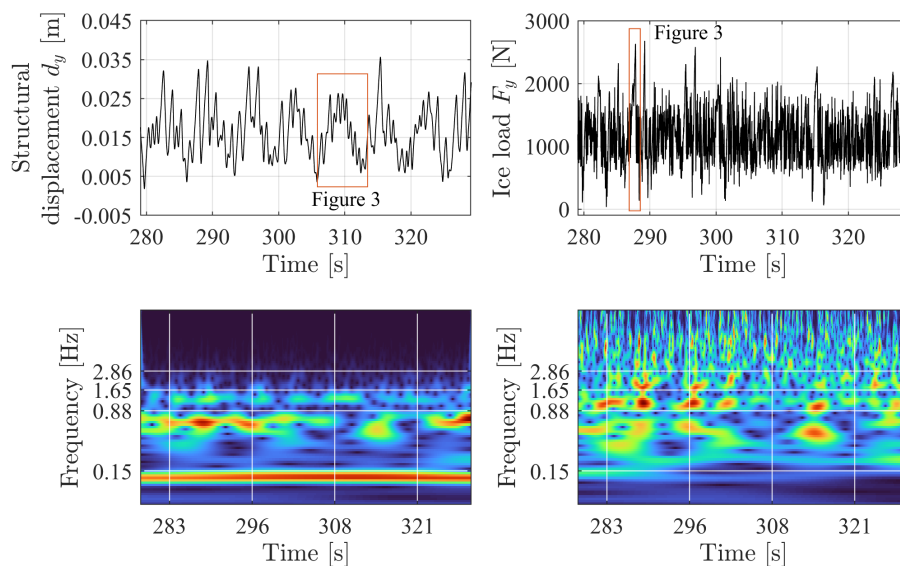 Structural
displacement d_y [m]
0.045
0.035
0.025
0.015
0.005
-0.005
Figure 3
280 290 300 310 320
Time [s]
Ice load F_y [N]
3000
2000
1000
0
Figure 3
280 290 300 310 320
Time [s]
Frequency [Hz]
2.86
1.65
0.88
0.15
283 296 308 321
Time [s]
Frequency [Hz]
2.86
1.65
0.88
0.15
283 296 308 321
Time [s]